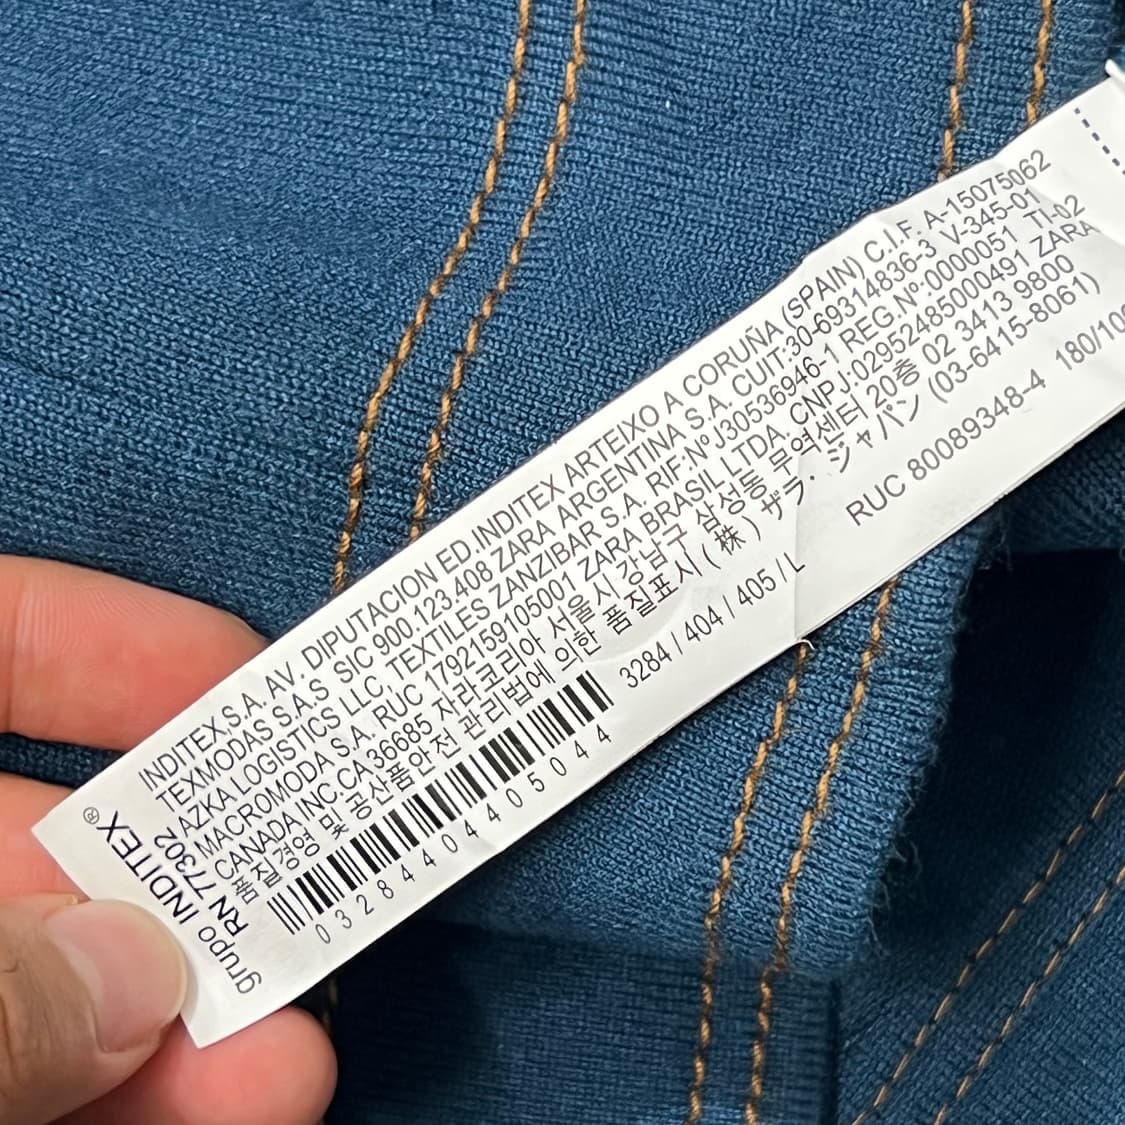 grupo INDITEX®
RN 77302
INDITEX,S.A. AV. DIPUTACION ED.INDITEX ARTEIXO A CORUÑA (SPAIN) C.I.F. A-15075062
TEXMODAS S.A.S SIC 900.123.408 ZARA ARGENTINA S.A. CUIT:30-69314836-3 V-345-01
AZKA LOGISTICS LLC, TEXTILES ZANZIBAR S.A. RIF:NºJ30536946-1 REG.Nº:0000051 TI-02
MACROMODA S.A. RUC 1792159105001 ZARA BRASIL LTDA. CNPJ:02952485000491 ZARA
CANADA INC.CA 36685 자라코리아 서울시 강남구 삼성동 무역센터 20층 02 3413 9800
품질경영 및 공산품안전 관리법에 의한 품질표시 (株) ザラ・ジャパン (03-6415-8061)
RUC 80089348-4 180/100
3284 / 404 / 405 / L
03284404405044